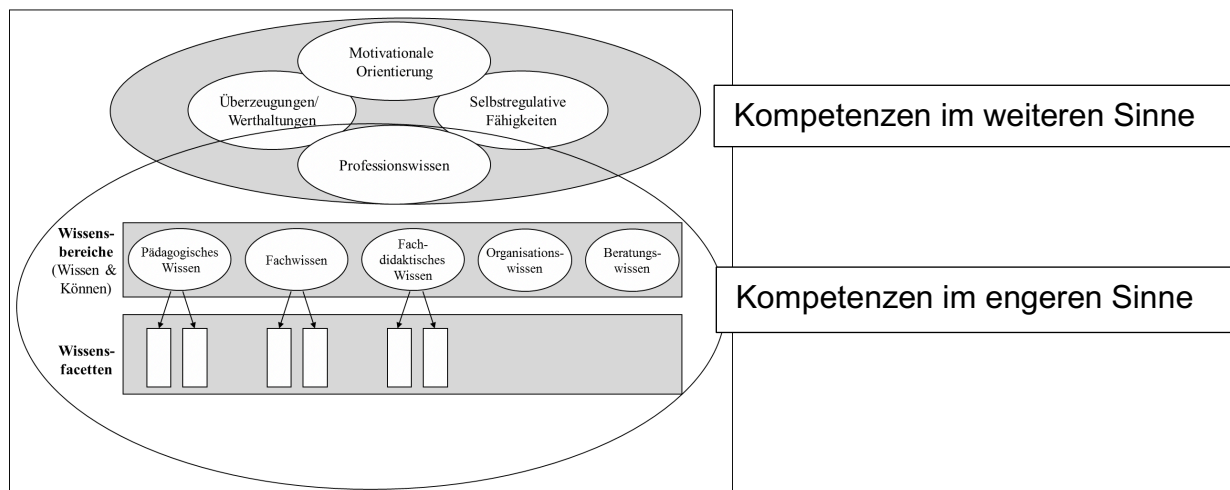 Motivationale
Orientierung
Überzeugungen/
Werthaltungen
Selbstregulative
Fähigkeiten
Professionswissen
Kompetenzen im weiteren Sinne
Wissens-
bereiche
(Wissen &
Können)
Pädagogisches
Wissen
Fachwissen
Fach-
didaktisches
Wissen
Organisations-
wissen
Beratungs-
wissen
Kompetenzen im engeren Sinne
Wissens-
facetten